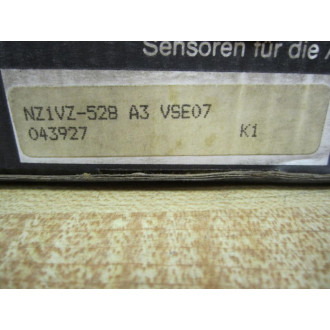 Sensoren für die
NZ1VZ-528 A3 VSE07
043927 K1